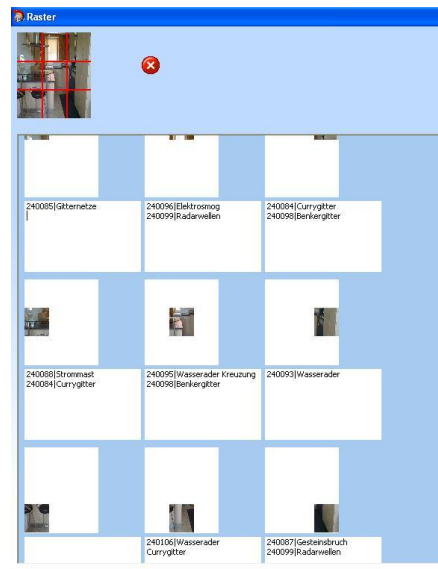 Raster
240085|Gitternetze
240096|Elektrosmog
240099|Radarwellen
240084|Currygitter
240098|Benkergitter
240088|Strommast
240084|Currygitter
240095|Wasserader Kreuzung
240098|Benkergitter
240093|Wasserader
240106|Wasserader
Currygitter
240087|Gesteinsbruch
240099|Radarwellen